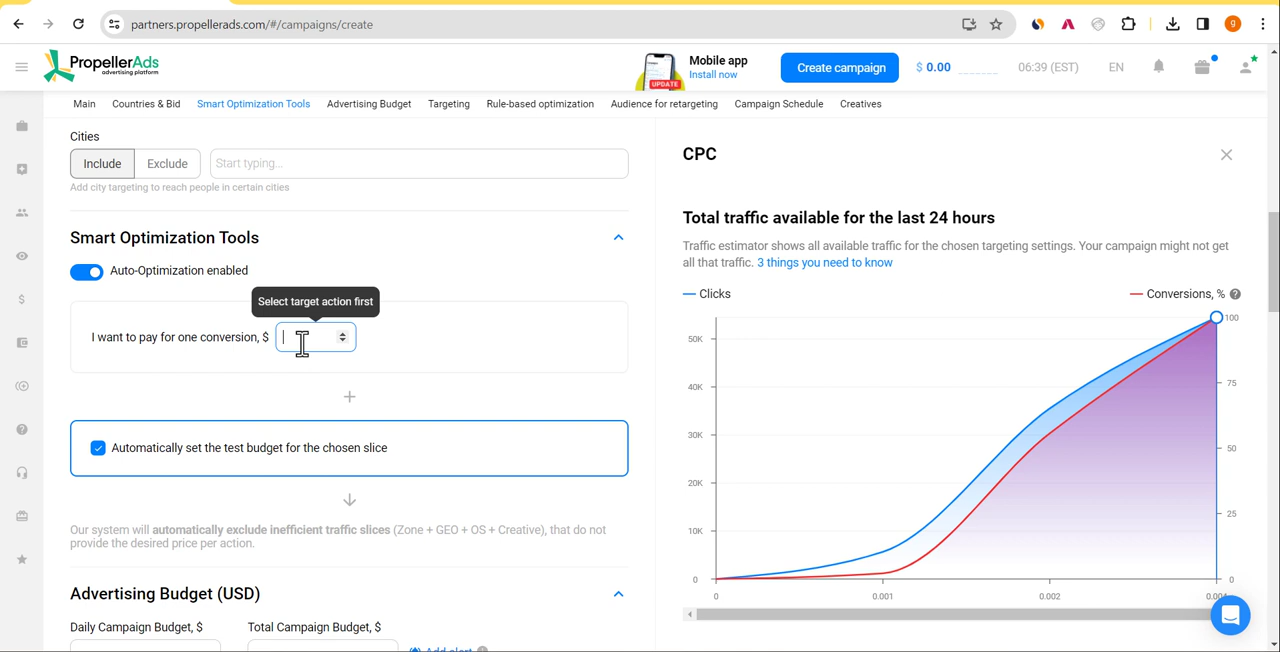 partners.propellerads.com/#/campaigns/create
g
PropellerAds
advertising platform
UPDATE
Mobile app
Install now
Create campaign
$ 0.00
06:39 (EST)
EN
Main
Countries & Bid
Smart Optimization Tools
Advertising Budget
Targeting
Rule-based optimization
Audience for retargeting
Campaign Schedule
Creatives
Cities
Include
Exclude
Start typing...
Add city targeting to reach people in certain cities
Smart Optimization Tools
Auto-Optimization enabled
Select target action first
I want to pay for one conversion, $
Automatically set the test budget for the chosen slice
Our system will automatically exclude inefficient traffic slices (Zone + GEO + OS + Creative), that do not
provide the desired price per action.
Advertising Budget (USD)
Daily Campaign Budget, $
Total Campaign Budget, $
Add alert
CPC
Total traffic available for the last 24 hours
Traffic estimator shows all available traffic for the chosen targeting settings. Your campaign might not get
all that traffic. 3 things you need to know
Clicks
Conversions, %
50K
40K
30K
20K
10K
0
100
75
50
25
0
0
0.001
0.002